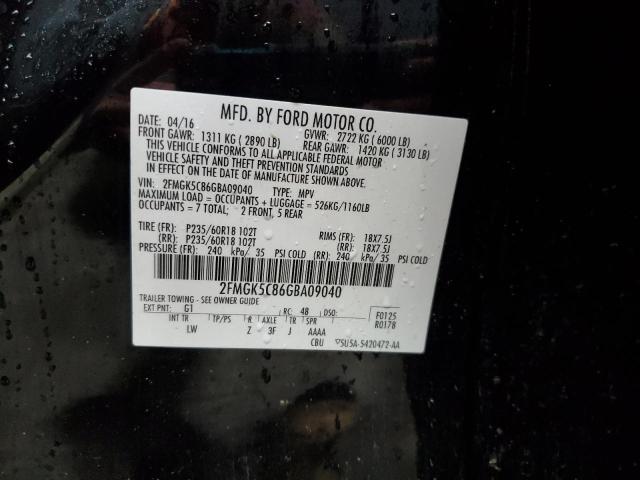 MFD. BY FORD MOTOR CO.
DATE: 04/16 GVWR: 2722 KG ( 6000 LB)
FRONT GAWR: 1311 KG ( 2890 LB) REAR GAWR: 1420 KG ( 3130 LB)
THIS VEHICLE CONFORMS TO ALL APPLICABLE FEDERAL MOTOR
VEHICLE SAFETY AND THEFT PREVENTION STANDARDS
IN EFFECT ON THE DATE OF MANUFACTURE SHOWN ABOVE.
VIN: 2FMGK5C86GBA09040 TYPE: MPV
MAXIMUM LOAD = OCCUPANTS + LUGGAGE = 526KG/1160LB
OCCUPANTS = 7 TOTAL; 2 FRONT, 5 REAR
TIRE (FR): P235/60R18 102T RIMS (FR): 18X7.5J
(RR): P235/60R18 102T (RR): 18X7.5J
PRESSURE (FR): 240 kPa/ 35 PSI COLD (RR): 240 kPa/ 35 PSI COLD
2FMGK5C86GBA09040
TRAILER TOWING - SEE OWNER GUIDE
EXT PNT: G1 RC: 48 DSO: F0125
R0178
INT TR TP/PS R AXLE TR SPR
LW Z 3F J AAAA
CBU 5U5A-5420472-AA